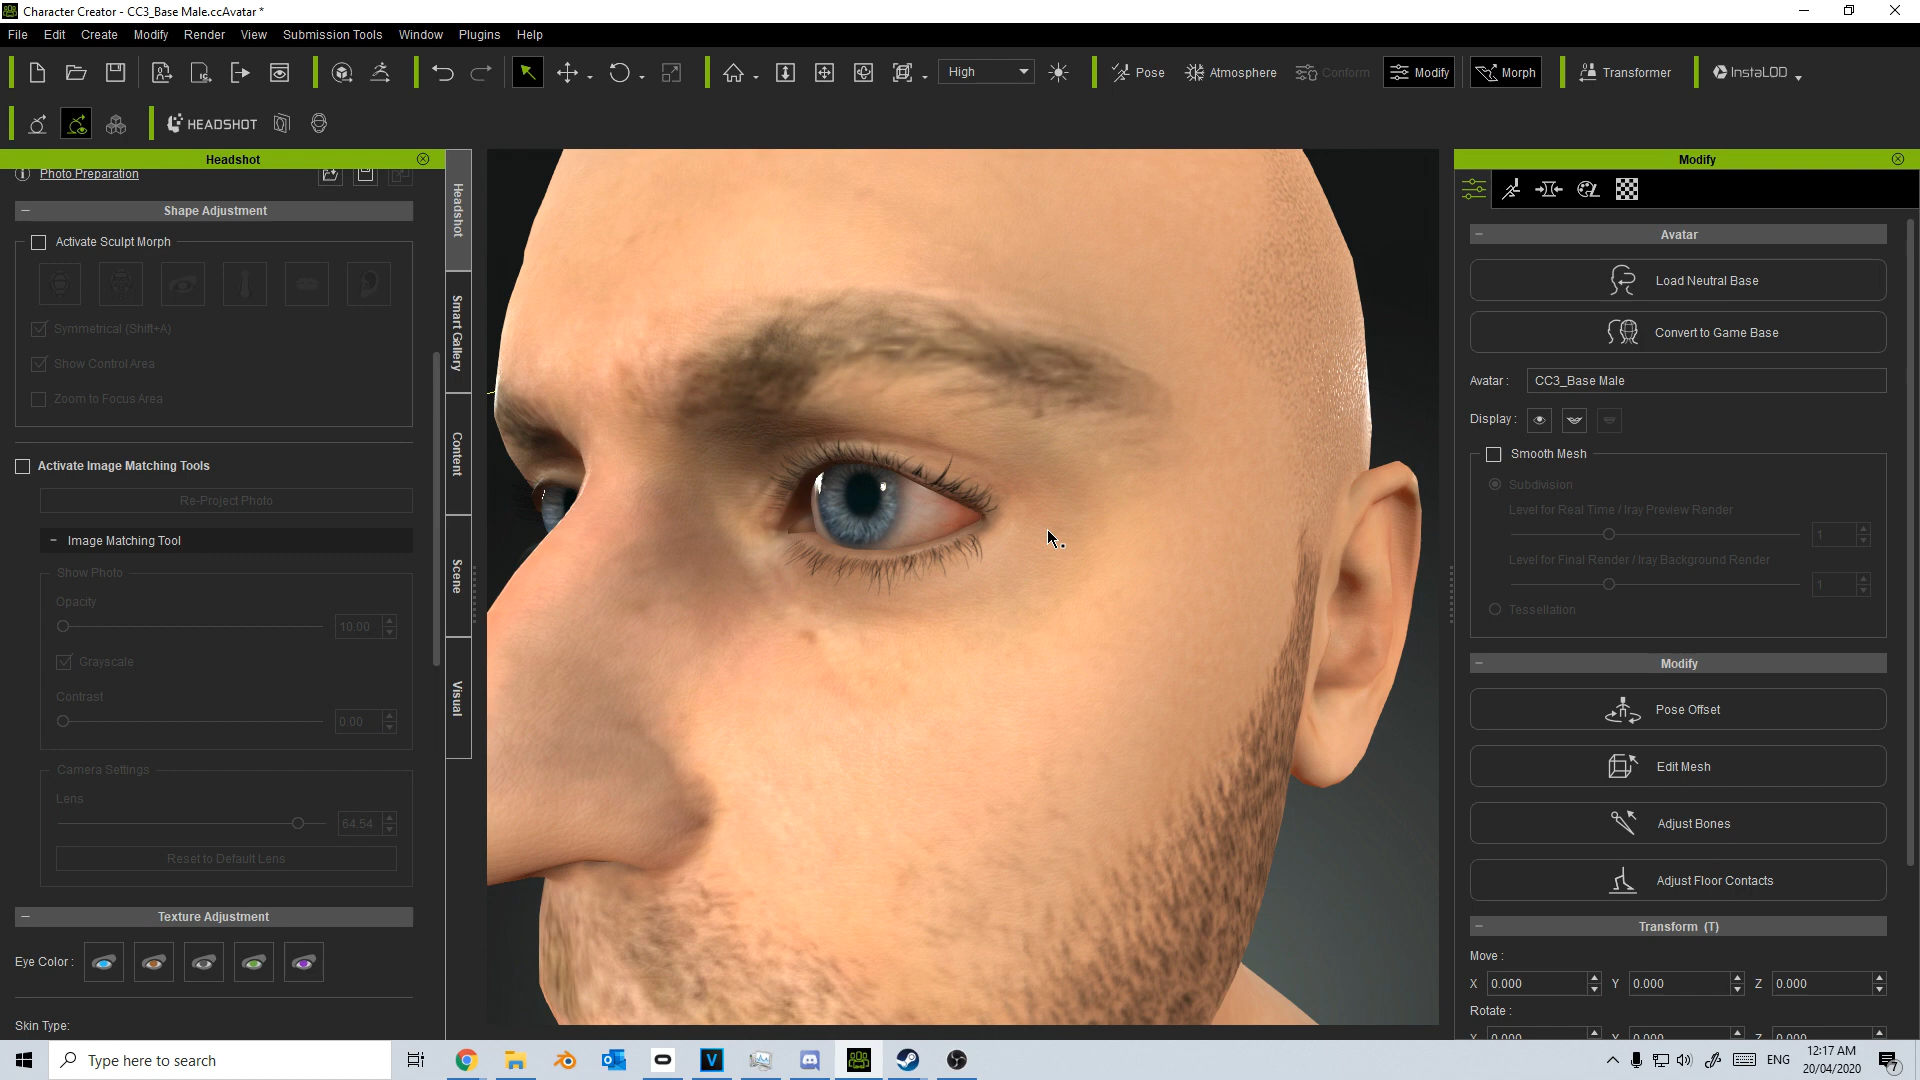 Character Creator - CC3_Base Male.ccAvatar *
File Edit Create Modify Render View Submission Tools Window Plugins Help
High Pose Atmosphere Conform Modify Morph Transformer InstaLOD
HEADSHOT
Headshot
Photo Preparation
Shape Adjustment
Activate Sculpt Morph
Symmetrical (Shift+A)
Show Control Area
Zoom to Focus Area
Activate Image Matching Tools
Re-Project Photo
Image Matching Tool
Show Photo
Opacity
10.00
Grayscale
Contrast
0.00
Camera Settings
Lens
64.54
Reset to Default Lens
Texture Adjustment
Eye Color :
Skin Type:
Headshot
Smart Gallery
Content
Scene
Visual
Modify
Avatar
Load Neutral Base
Convert to Game Base
Avatar : CC3_Base Male
Display :
Smooth Mesh
Subdivision
Level for Real Time / Iray Preview Render
1
Level for Final Render / Iray Background Render
1
Tessellation
Modify
Pose Offset
Edit Mesh
Adjust Bones
Adjust Floor Contacts
Transform (T)
Move :
X 0.000 Y 0.000 Z 0.000
Rotate :
X 0.000 Y 0.000 Z 0.000
Type here to search
ENG
12:17 AM
20/04/2020
7